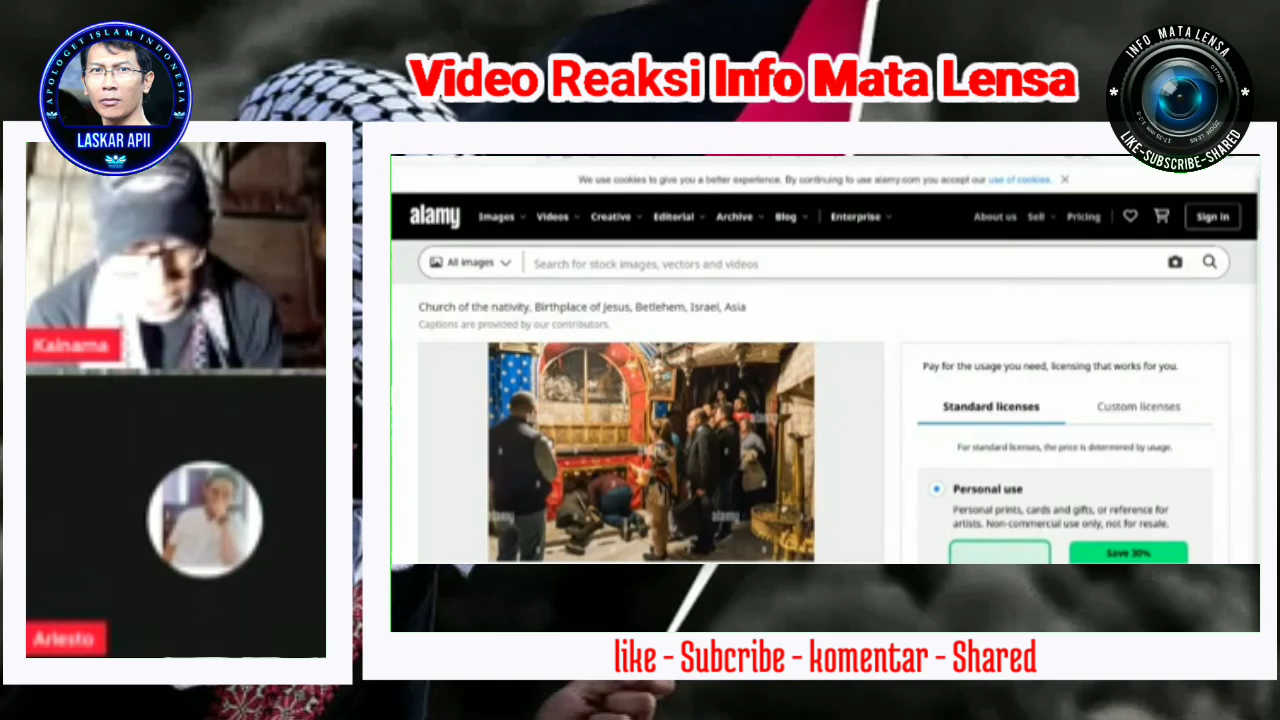 APOLOGET ISLAM INDONESIA
LASKAR APII
Video Reaksi Info Mata Lensa
* INFO MATA LENSA *
LIKE-SUBSCRIBE-SHARED
Kainama
Ariesto
We use cookies to give you a better experience. By continuing to use alamy.com you accept our use of cookies.
alamy Images Videos Creative Editorial Archive Blog Enterprise About us Sell Pricing Sign in
All images Search for stock images, vectors and videos
Church of the nativity, Birthplace of Jesus, Betlehem, Israel, Asia
Captions are provided by our contributors.
alamy
alamy
alamy
Pay for the usage you need, licensing that works for you.
Standard licenses Custom licenses
For standard licenses, the price is determined by usage.
Personal use
Personal prints, cards and gifts, or reference for
artists. Non-commercial use only, not for resale.
Save 30%
like - Subcribe - komentar - Shared